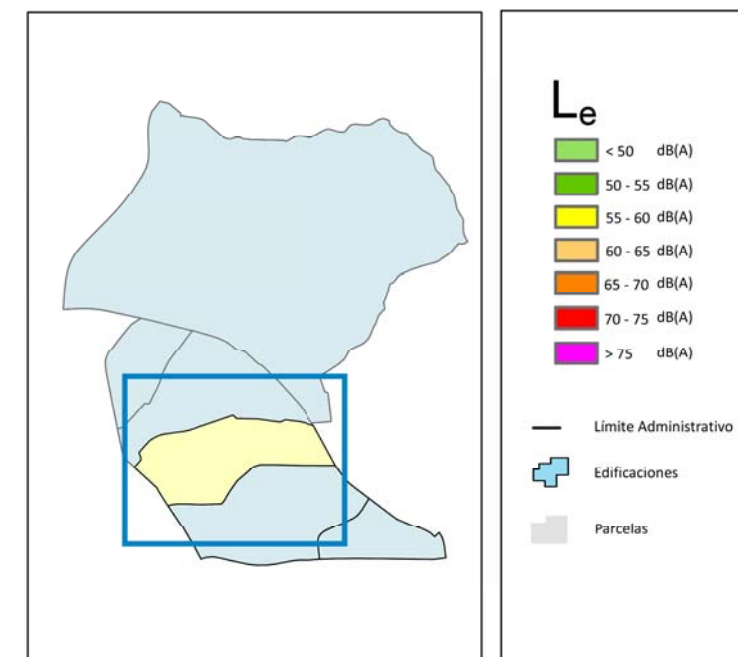 Le
< 50 dB(A)
50 - 55 dB(A)
55 - 60 dB(A)
60 - 65 dB(A)
65 - 70 dB(A)
70 - 75 dB(A)
> 75 dB(A)
Límite Administrativo
Edificaciones
Parcelas